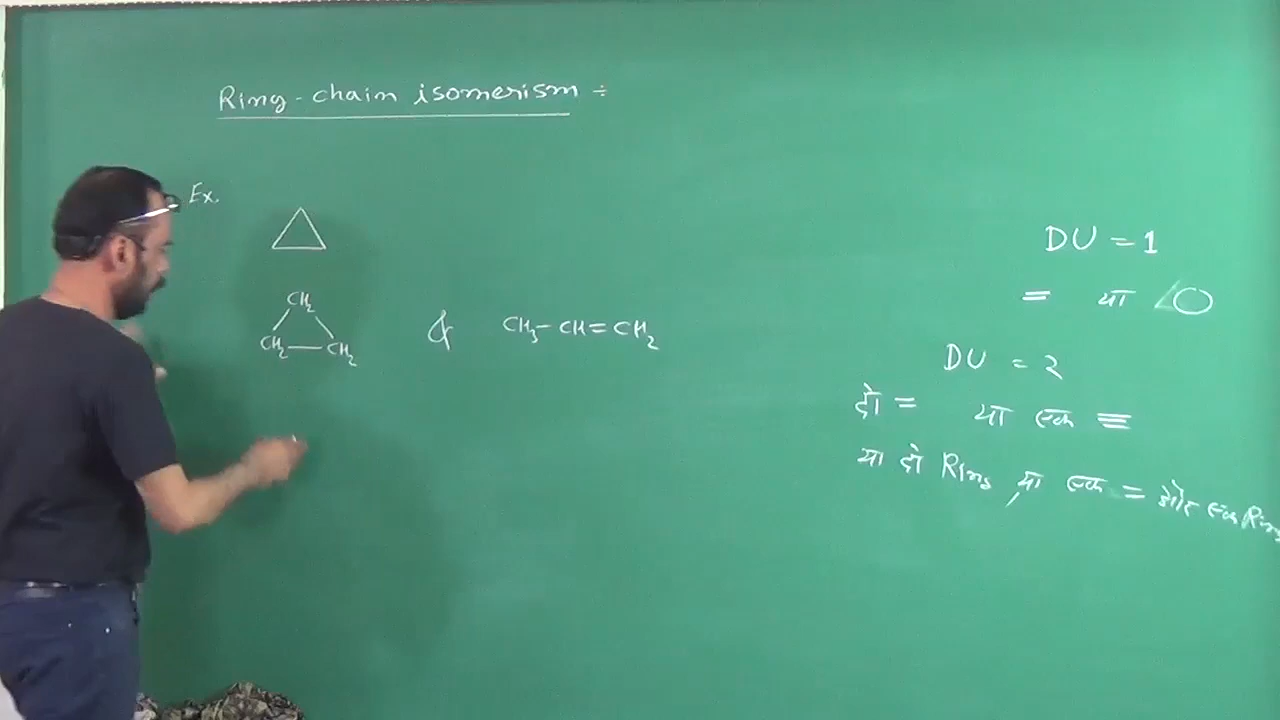 Ring-chain isomerism ÷
Ex.
CH₂
CH₂ — CH₂ & CH₃ - CH = CH₂
DU = 1
= या △○
DU = 2
दो = या एक ≡
या दो Ring, या एक = और एक Ring